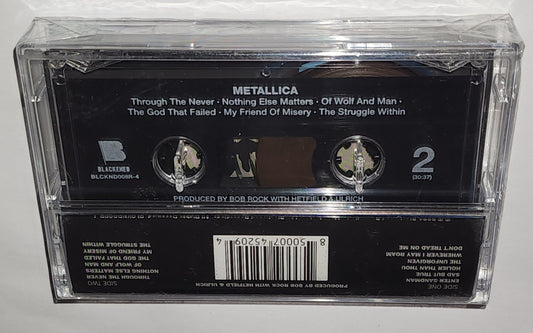 METALLICA
Through The Never · Nothing Else Matters · Of Wolf And Man ·
The God That Failed · My Friend Of Misery · The Struggle Within
B
BLACKENED
BLCKND008R-4
2
(30:37)
PRODUCED BY BOB ROCK WITH HETFIELD & ULRICH
SIDE ONE
ENTER SANDMAN
SAD BUT TRUE
HOLIER THAN THOU
THE UNFORGIVEN
WHEREVER I MAY ROAM
DON'T TREAD ON ME
SIDE TWO
THROUGH THE NEVER
NOTHING ELSE MATTERS
OF WOLF AND MAN
THE GOD THAT FAILED
MY FRIEND OF MISERY
THE STRUGGLE WITHIN
PRODUCED BY BOB ROCK WITH HETFIELD & ULRICH
8 50007 45209 4